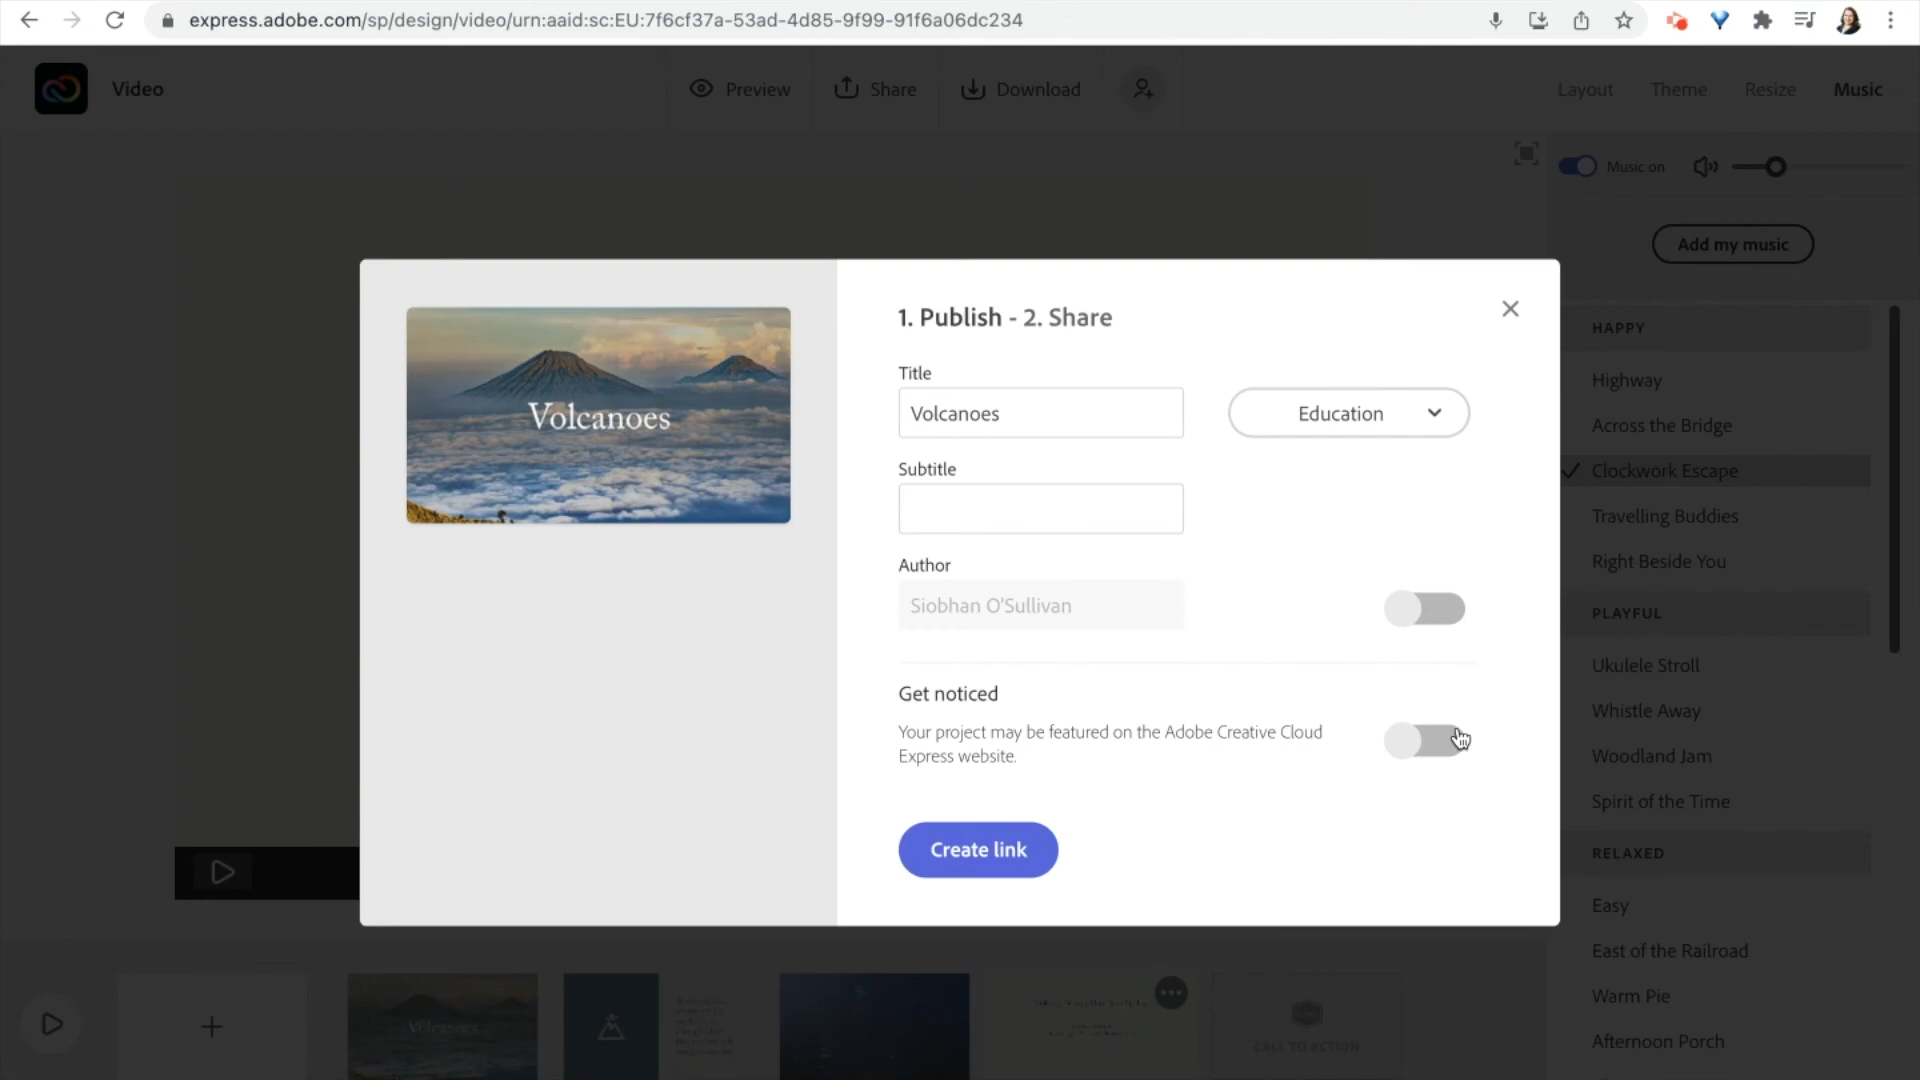 express.adobe.com/sp/design/video/urn:aaid:sc:EU:7f6cf37a-53ad-4d85-9f99-91f6a06dc234
Video
Preview
Share
Download
Layout
Theme
Resize
Music
Music on
Add my music
1. Publish - 2. Share
Title
Volcanoes
Education
Subtitle
Author
Siobhan O'Sullivan
Get noticed
Your project may be featured on the Adobe Creative Cloud
Express website.
Create link
Volcanoes
HAPPY
Highway
Across the Bridge
Clockwork Escape
Travelling Buddies
Right Beside You
PLAYFUL
Ukulele Stroll
Whistle Away
Woodland Jam
Spirit of the Time
RELAXED
Easy
East of the Railroad
Warm Pie
Afternoon Porch
Volcanoes
CALL TO ACTION